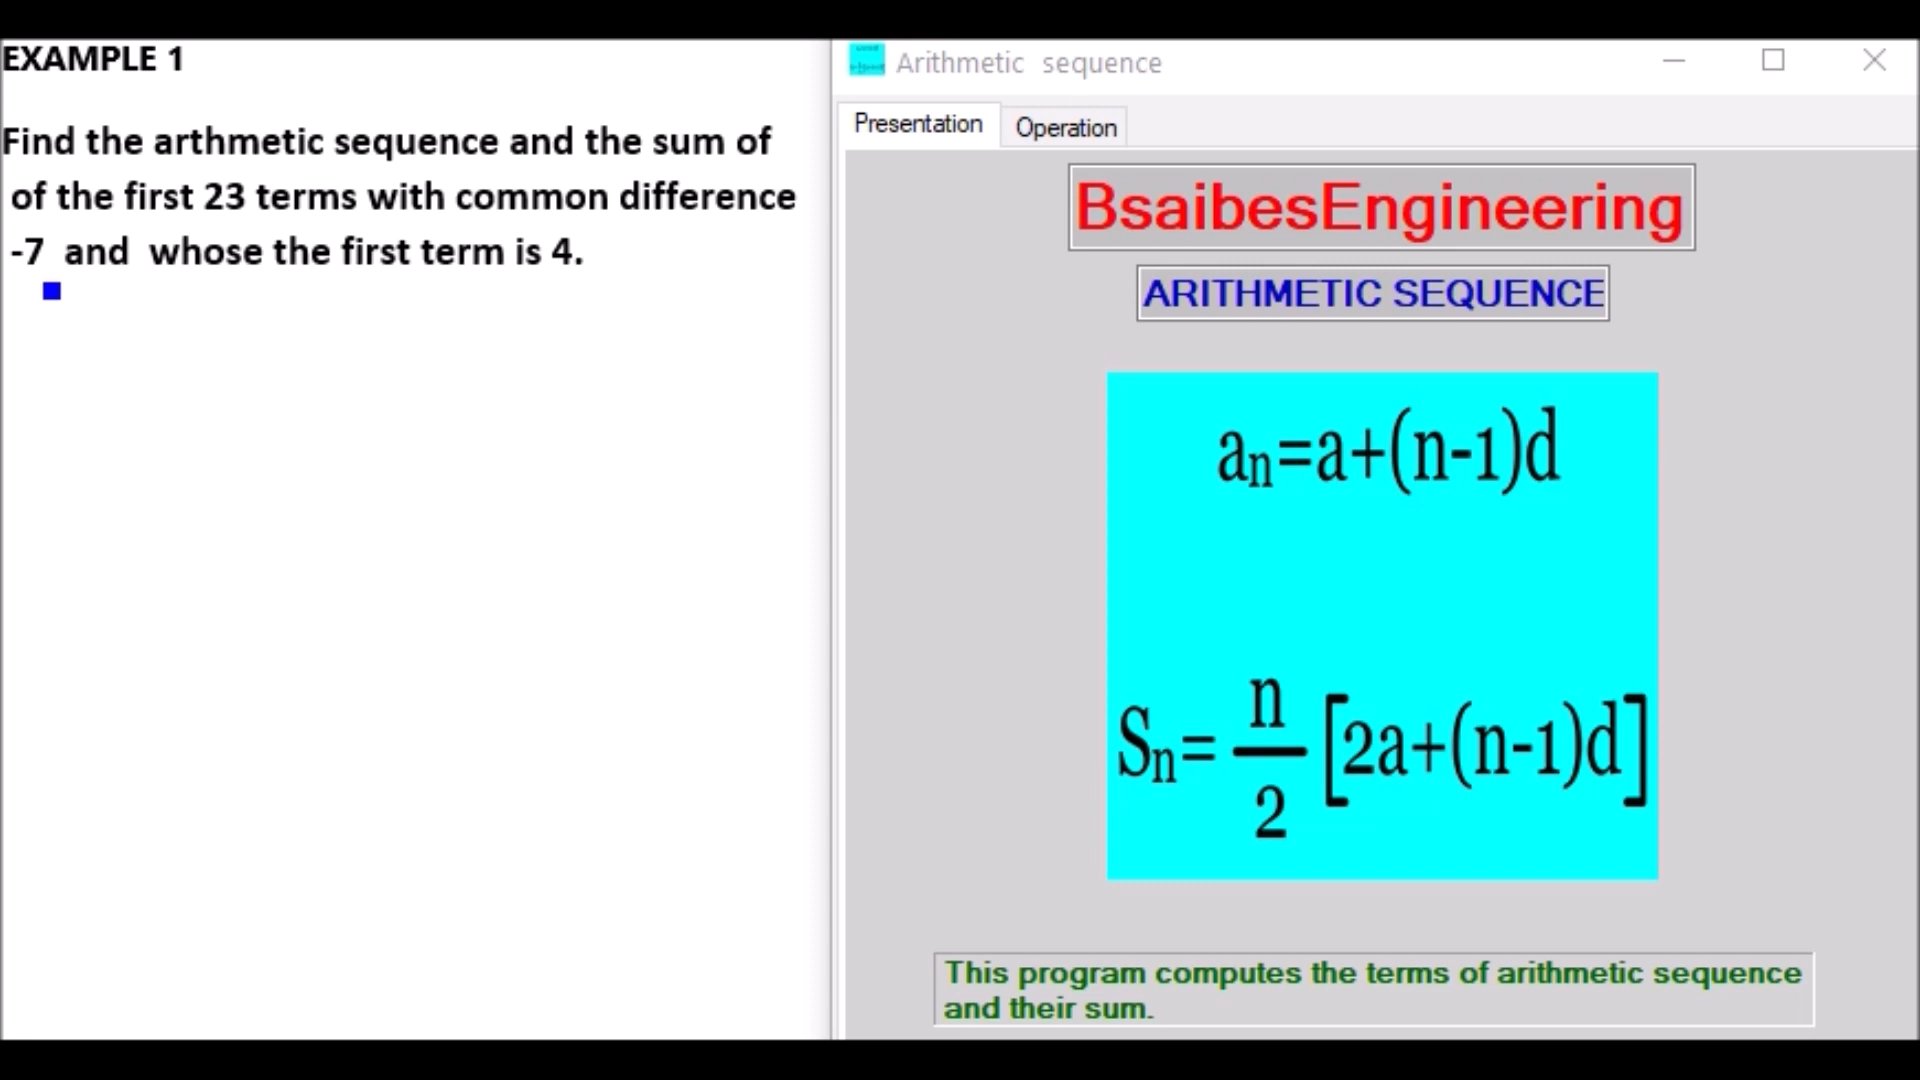 EXAMPLE 1
Find the arthmetic sequence and the sum of
of the first 23 terms with common difference
-7 and whose the first term is 4.
Arithmetic sequence
Presentation
Operation
BsaibesEngineering
ARITHMETIC SEQUENCE
an=a+(n-1)d
Sn= n/2 [2a+(n-1)d]
This program computes the terms of arithmetic sequence
and their sum.